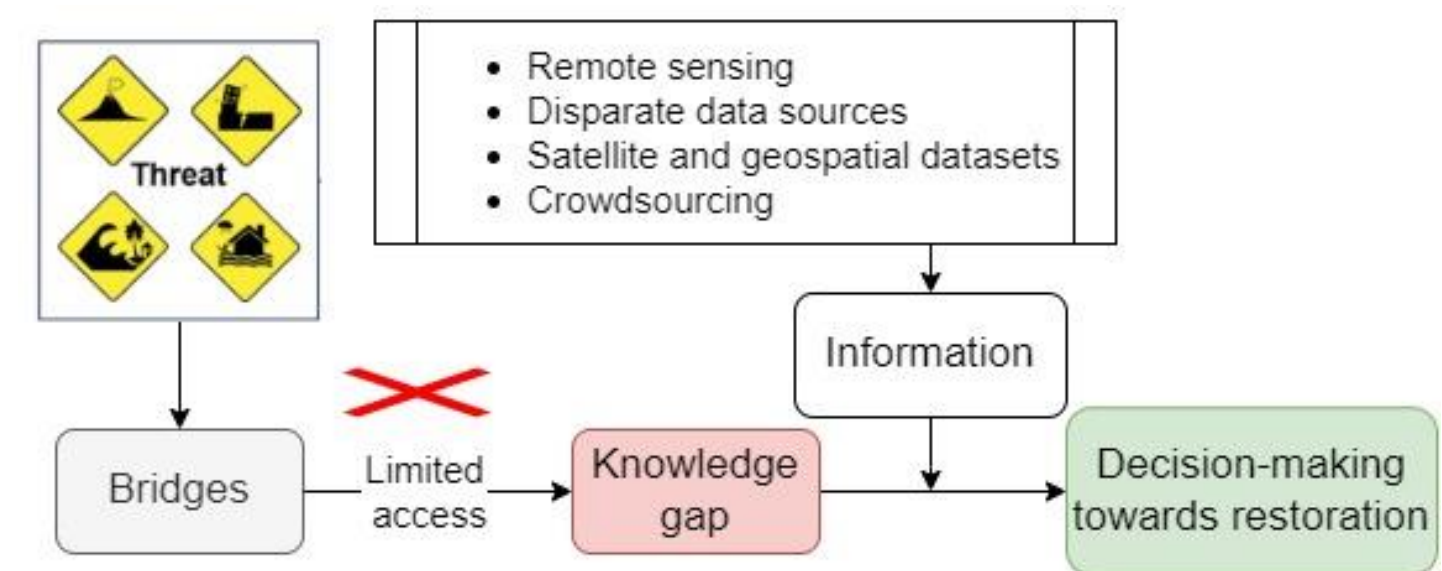 Threat
• Remote sensing
• Disparate data sources
• Satellite and geospatial datasets
• Crowdsourcing
Information
Bridges
Limited
access
Knowledge
gap
Decision-making
towards restoration